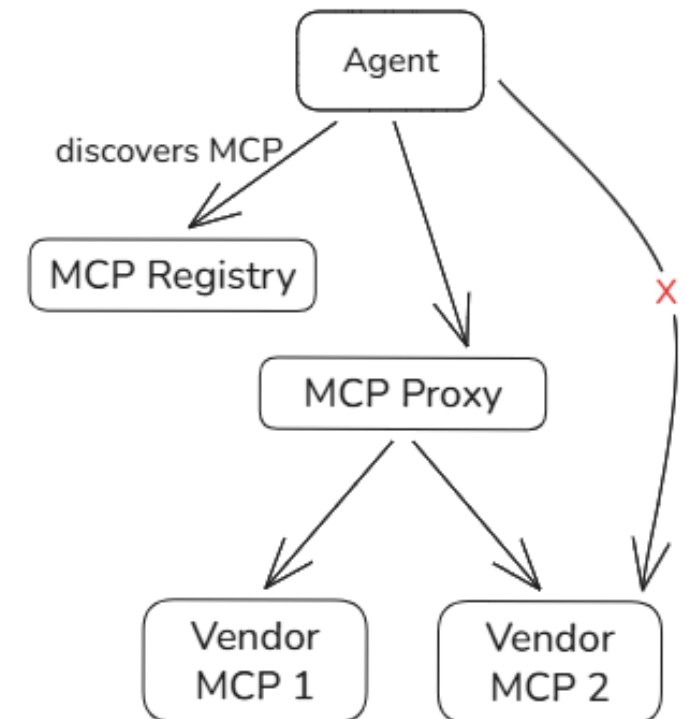 Agent
discovers MCP
MCP Registry
X
MCP Proxy
Vendor
MCP 1
Vendor
MCP 2